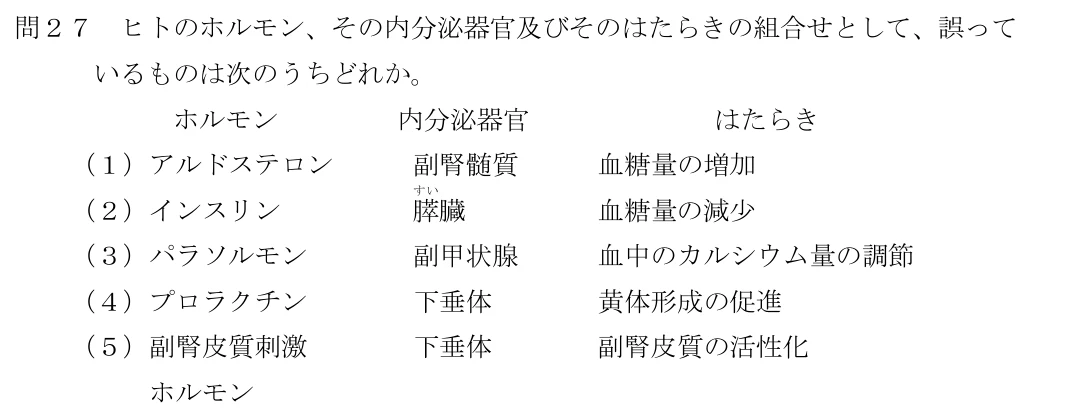 問２７　ヒトのホルモン、その内分泌器官及びそのはたらきの組合せとして、誤って
いるものは次のうちどれか。
ホルモン　内分泌器官　はたらき
（１）アルドステロン　副腎髄質　血糖量の増加
（２）インスリン　膵臓　血糖量の減少
すい
（３）パラソルモン　副甲状腺　血中のカルシウム量の調節
（４）プロラクチン　下垂体　黄体形成の促進
（５）副腎皮質刺激　下垂体　副腎皮質の活性化
ホルモン